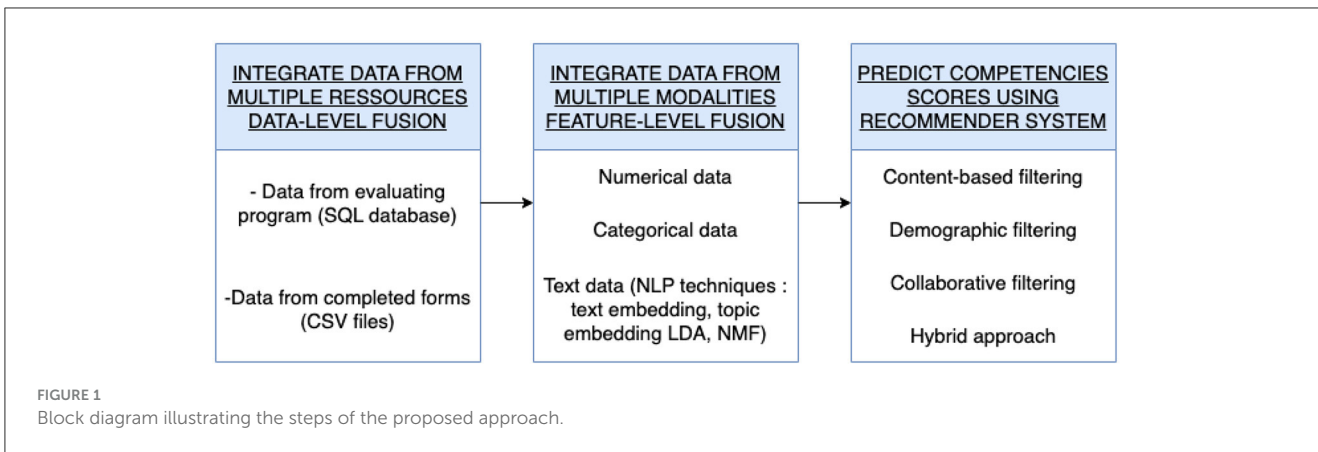 INTEGRATE DATA FROM
MULTIPLE RESSOURCES
DATA-LEVEL FUSION
- Data from evaluating
program (SQL database)
-Data from completed forms
(CSV files)
INTEGRATE DATA FROM
MULTIPLE MODALITIES
FEATURE-LEVEL FUSION
Numerical data
Categorical data
Text data (NLP techniques :
text embedding, topic
embedding LDA, NMF)
PREDICT COMPETENCIES
SCORES USING
RECOMMENDER SYSTEM
Content-based filtering
Demographic filtering
Collaborative filtering
Hybrid approach
FIGURE 1
Block diagram illustrating the steps of the proposed approach.